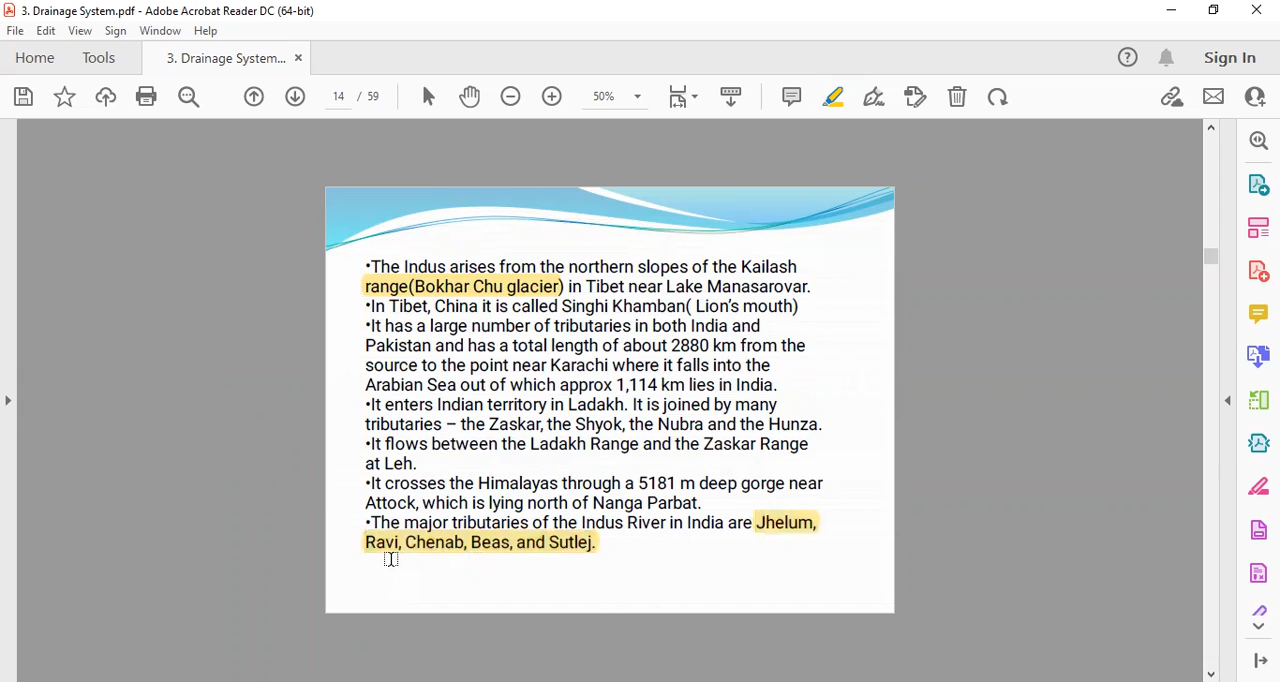 3. Drainage System.pdf - Adobe Acrobat Reader DC (64-bit)
File Edit View Sign Window Help
Home Tools 3. Drainage System... × Sign In
14 / 59 50%
•The Indus arises from the northern slopes of the Kailash
range(Bokhar Chu glacier) in Tibet near Lake Manasarovar.
•In Tibet, China it is called Singhi Khamban( Lion's mouth)
•It has a large number of tributaries in both India and
Pakistan and has a total length of about 2880 km from the
source to the point near Karachi where it falls into the
Arabian Sea out of which approx 1,114 km lies in India.
•It enters Indian territory in Ladakh. It is joined by many
tributaries – the Zaskar, the Shyok, the Nubra and the Hunza.
•It flows between the Ladakh Range and the Zaskar Range
at Leh.
•It crosses the Himalayas through a 5181 m deep gorge near
Attock, which is lying north of Nanga Parbat.
•The major tributaries of the Indus River in India are Jhelum,
Ravi, Chenab, Beas, and Sutlej.